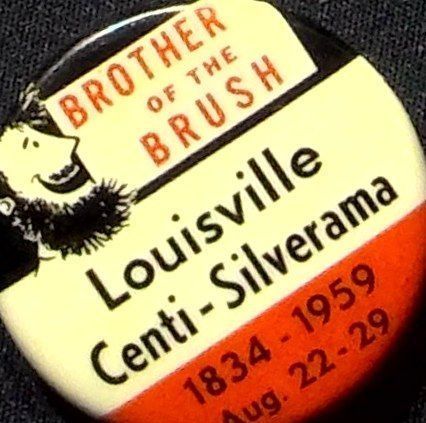 BROTHER
OF THE
BRUSH
Louisville
Centi-Silverama
1834-1959
Aug. 22-29